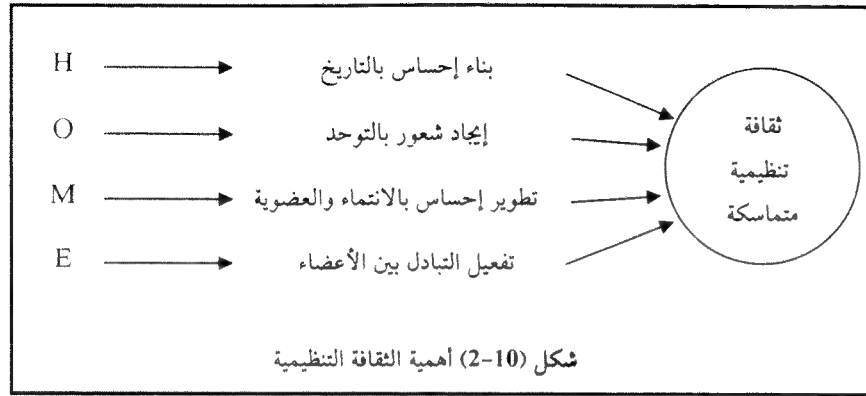 H بناء إحساس بالتاريخ
O إيجاد شعور بالتوحد
M تطوير إحساس بالانتماء والعضوية
E تفعيل التبادل بين الأعضاء
ثقافة
تنظيمية
متماسكة
شكل (10-2) أهمية الثقافة التنظيمية